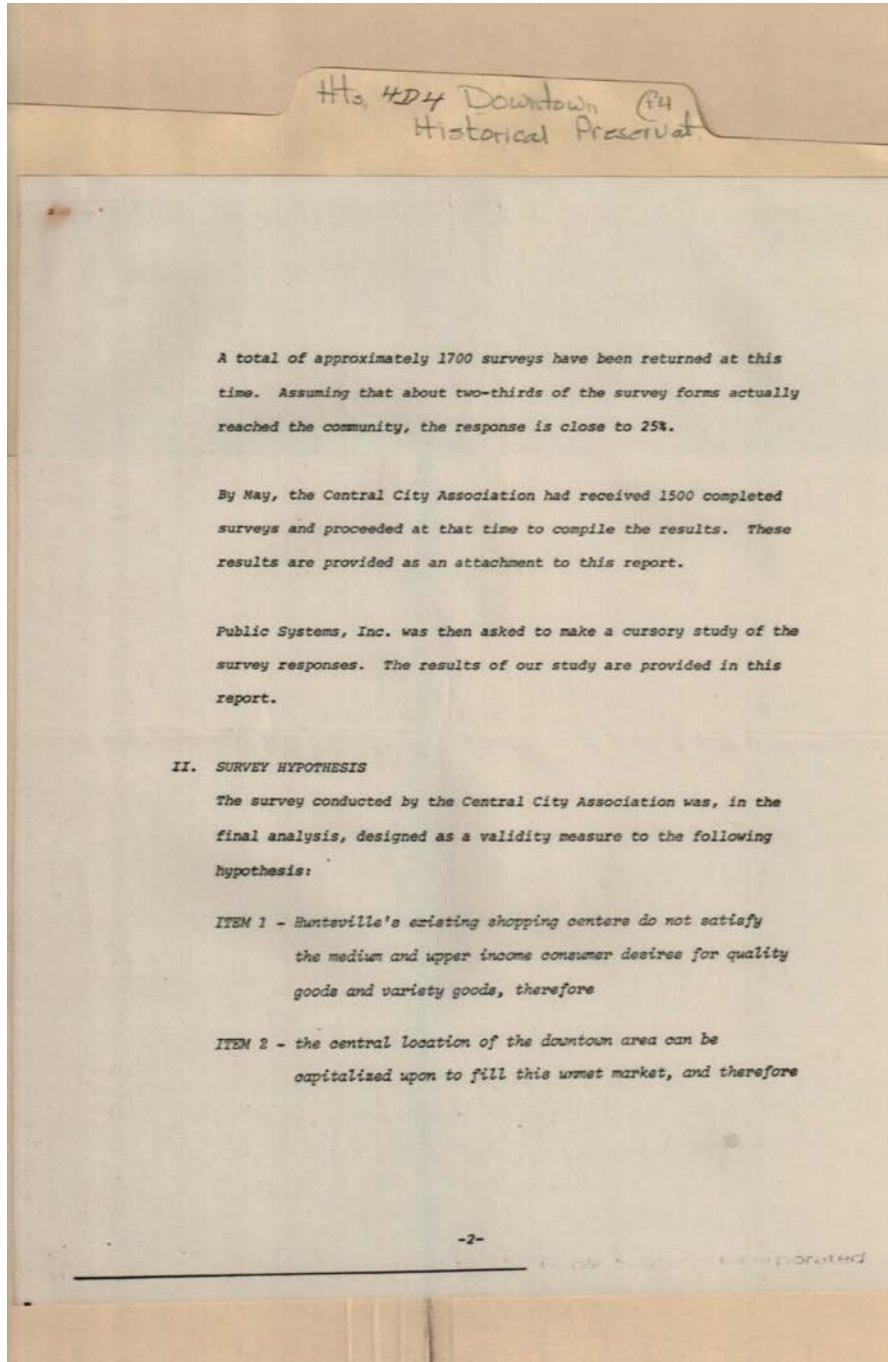 Hts. 4D4 Downtown (F4
Historical Preservat.
A total of approximately 1700 surveys have been returned at this
time. Assuming that about two-thirds of the survey forms actually
reached the community, the response is close to 25%.
By May, the Central City Association had received 1500 completed
surveys and proceeded at that time to compile the results. These
results are provided as an attachment to this report.
Public Systems, Inc. was then asked to make a cursory study of the
survey responses. The results of our study are provided in this
report.
II. SURVEY HYPOTHESIS
The survey conducted by the Central City Association was, in the
final analysis, designed as a validity measure to the following
hypothesis:
ITEM 1 - Huntsville's existing shopping centers do not satisfy
the medium and upper income consumer desires for quality
goods and variety goods, therefore
ITEM 2 - the central location of the downtown area can be
capitalized upon to fill this unmet market, and therefore
-2-